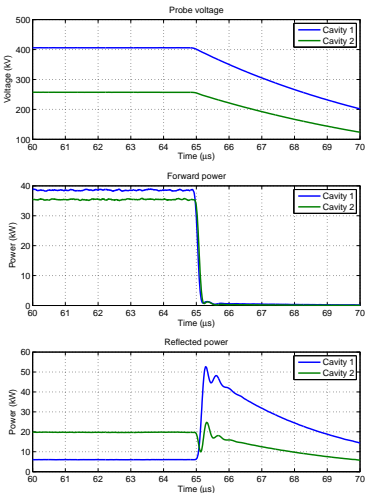 Probe voltage
500
400
300
200
100
Voltage (kV)
Cavity 1
Cavity 2
60 61 62 63 64 65 66 67 68 69 70
Time (µs)
Forward power
40
30
20
10
0
Power (kW)
Cavity 1
Cavity 2
60 61 62 63 64 65 66 67 68 69 70
Time (µs)
Reflected power
60
50
40
30
20
10
0
Power (kW)
Cavity 1
Cavity 2
60 61 62 63 64 65 66 67 68 69 70
Time (µs)